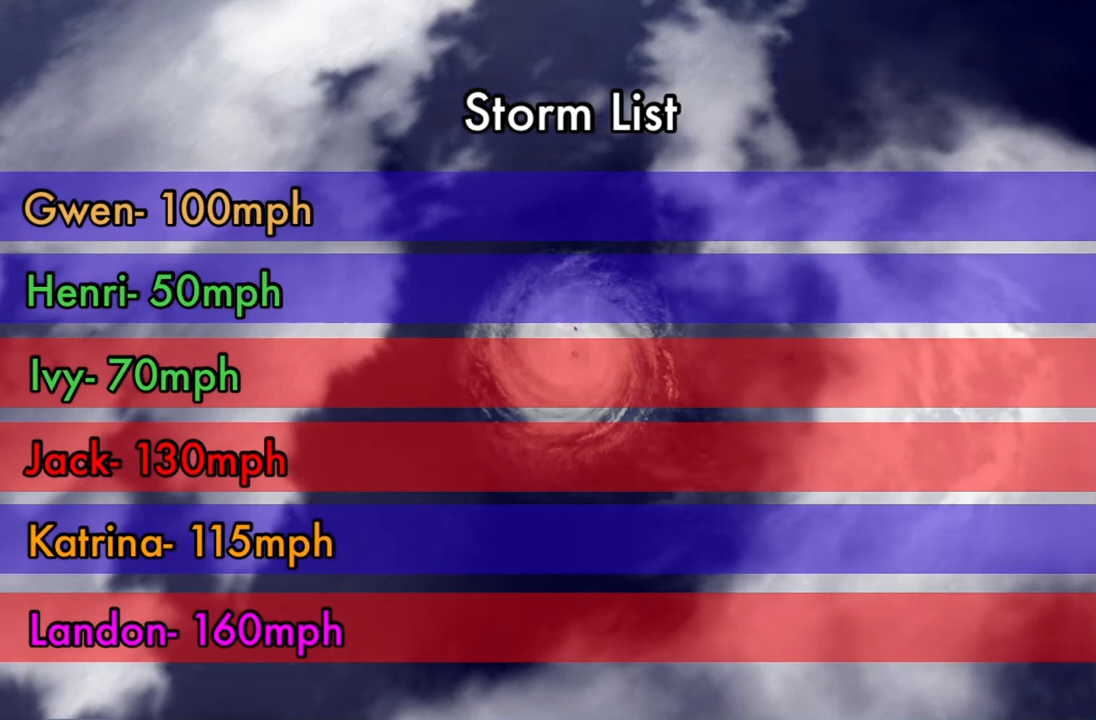 Storm List
Gwen- 100mph
Henri- 50mph
Ivy- 70mph
Jack- 130mph
Katrina- 115mph
Landon- 160mph